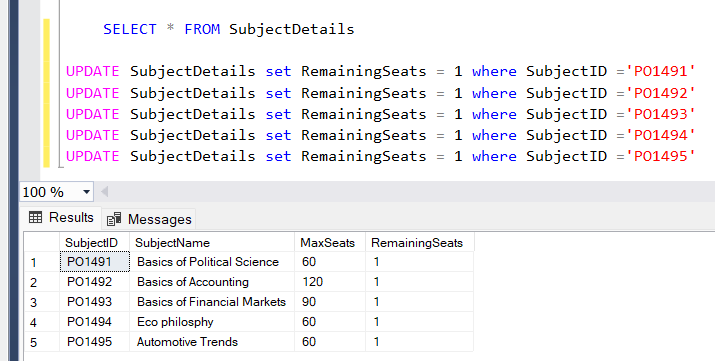 SELECT * FROM SubjectDetails
UPDATE SubjectDetails set RemainingSeats = 1 where SubjectID ='PO1491'
UPDATE SubjectDetails set RemainingSeats = 1 where SubjectID ='PO1492'
UPDATE SubjectDetails set RemainingSeats = 1 where SubjectID ='PO1493'
UPDATE SubjectDetails set RemainingSeats = 1 where SubjectID ='PO1494'
UPDATE SubjectDetails set RemainingSeats = 1 where SubjectID ='PO1495'
100 %
Results Messages
SubjectID SubjectName MaxSeats RemainingSeats
1 PO1491 Basics of Political Science 60 1
2 PO1492 Basics of Accounting 120 1
3 PO1493 Basics of Financial Markets 90 1
4 PO1494 Eco philosphy 60 1
5 PO1495 Automotive Trends 60 1